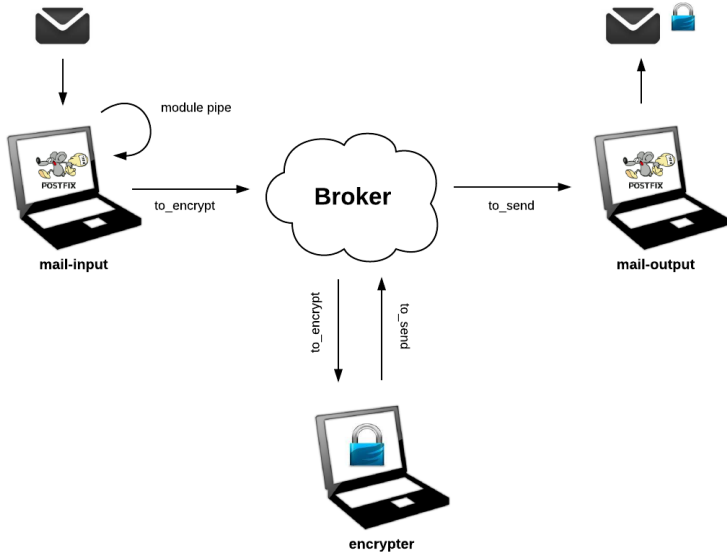 module pipe
POSTFIX
POSTFIX
Broker
to_encrypt
to_send
mail-input
mail-output
to_encrypt
to_send
encrypter